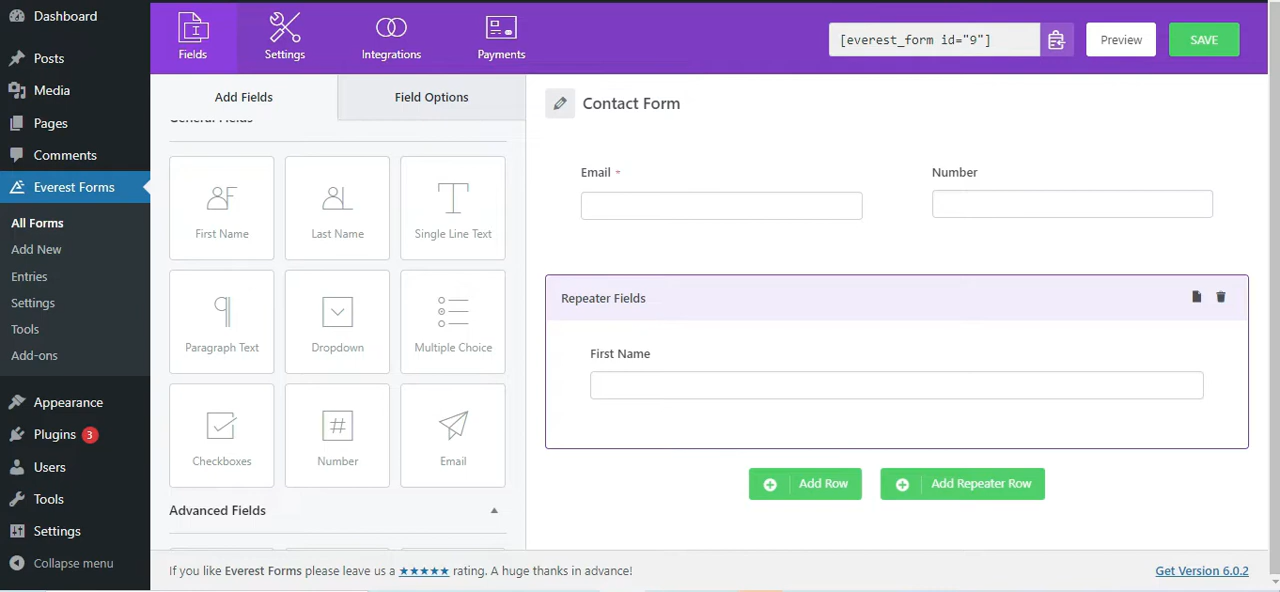 Dashboard
Posts
Media
Pages
Comments
Everest Forms
All Forms
Add New
Entries
Settings
Tools
Add-ons
Appearance
Plugins 3
Users
Tools
Settings
Collapse menu
Fields
Settings
Integrations
Payments
[everest_form id="9"]
Preview
SAVE
Add Fields
Field Options
General Fields
First Name
Last Name
Single Line Text
Paragraph Text
Dropdown
Multiple Choice
Checkboxes
# Number
Email
Advanced Fields
Contact Form
Email *
Number
Repeater Fields
First Name
Add Row
Add Repeater Row
If you like Everest Forms please leave us a ★★★★★ rating. A huge thanks in advance!
Get Version 6.0.2